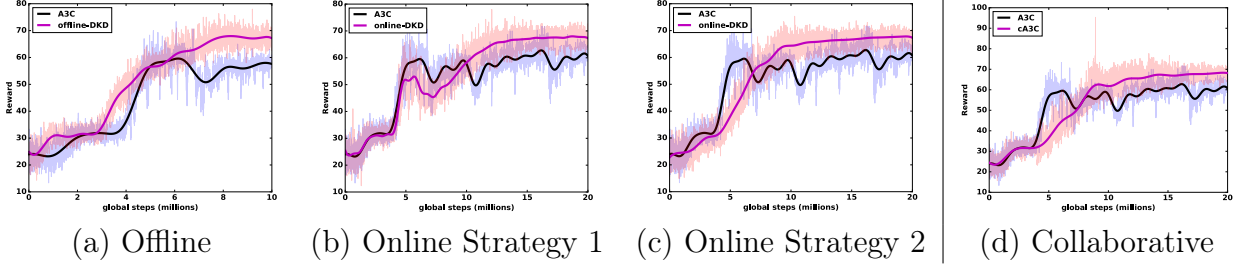 A3C
offline-DKD
Reward
80
70
60
50
40
30
20
10
0 2 4 6 8 10
global steps (millions)
(a) Offline
A3C
online-DKD
80
70
60
50
40
30
20
10
0 5 10 15 20
global steps (millions)
(b) Online Strategy 1
A3C
online-DKD
80
70
60
50
40
30
20
10
0 5 10 15 20
global steps (millions)
(c) Online Strategy 2
A3C
cA3C
Reward
100
90
80
70
60
50
40
30
20
10
0 5 10 15 20
global steps (millions)
(d) Collaborative